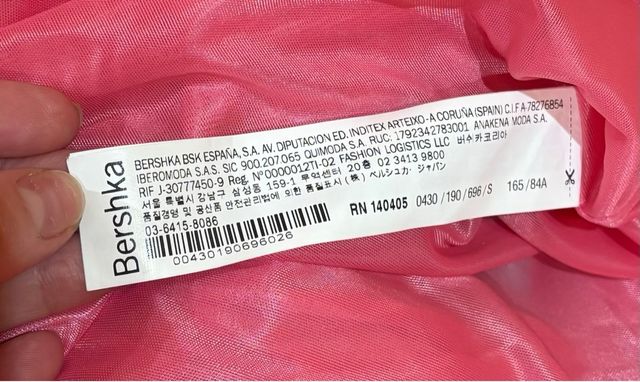 Bershka
BERSHKA BSK ESPAÑA, S.A. AV. DIPUTACION ED. INDITEX ARTEIXO-A CORUÑA (SPAIN) C.I.F A-78276854
IBEROMODA S.A.S. SIC 900.207.065 QUIMODA S.A. RUC. 1792342783001 ANAKENA MODA S.A.
RIF J-30777450-9 Reg. Nº0000012TI-02 FASHION LOGISTICS LLC 버쉬카코리아
서울 특별시 강남구 삼성동 159-1 무역센터 20층 02 3413 9800
품질경영 및 공산품 안전관리법에 의한 품질표시 (株) ベルシュカ・ジャパン
03-6415-8086
RN 140405 0430 / 190 / 696 / S 165 / 84A
00430190696026